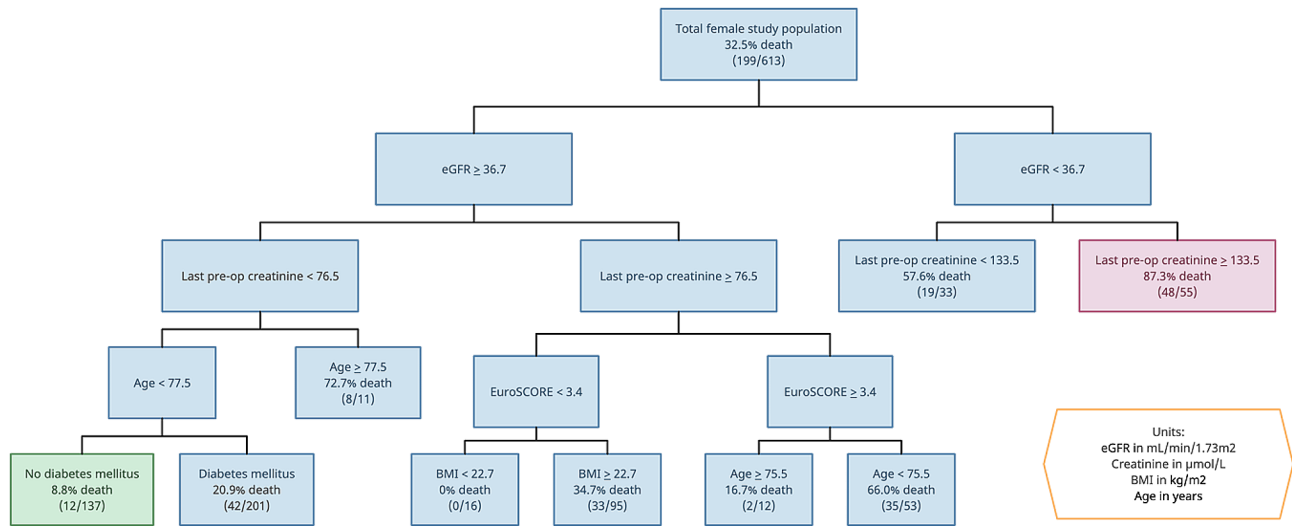 Total female study population
32.5% death
(199/613)
eGFR ≥ 36.7
eGFR < 36.7
Last pre-op creatinine < 76.5
Last pre-op creatinine ≥ 76.5
Last pre-op creatinine < 133.5
57.6% death
(19/33)
Last pre-op creatinine ≥ 133.5
87.3% death
(48/55)
Age < 77.5
Age ≥ 77.5
72.7% death
(8/11)
EuroSCORE < 3.4
EuroSCORE ≥ 3.4
No diabetes mellitus
8.8% death
(12/137)
Diabetes mellitus
20.9% death
(42/201)
BMI < 22.7
0% death
(0/16)
BMI ≥ 22.7
34.7% death
(33/95)
Age ≥ 75.5
16.7% death
(2/12)
Age < 75.5
66.0% death
(35/53)
Units:
eGFR in mL/min/1.73m2
Creatinine in µmol/L
BMI in kg/m2
Age in years